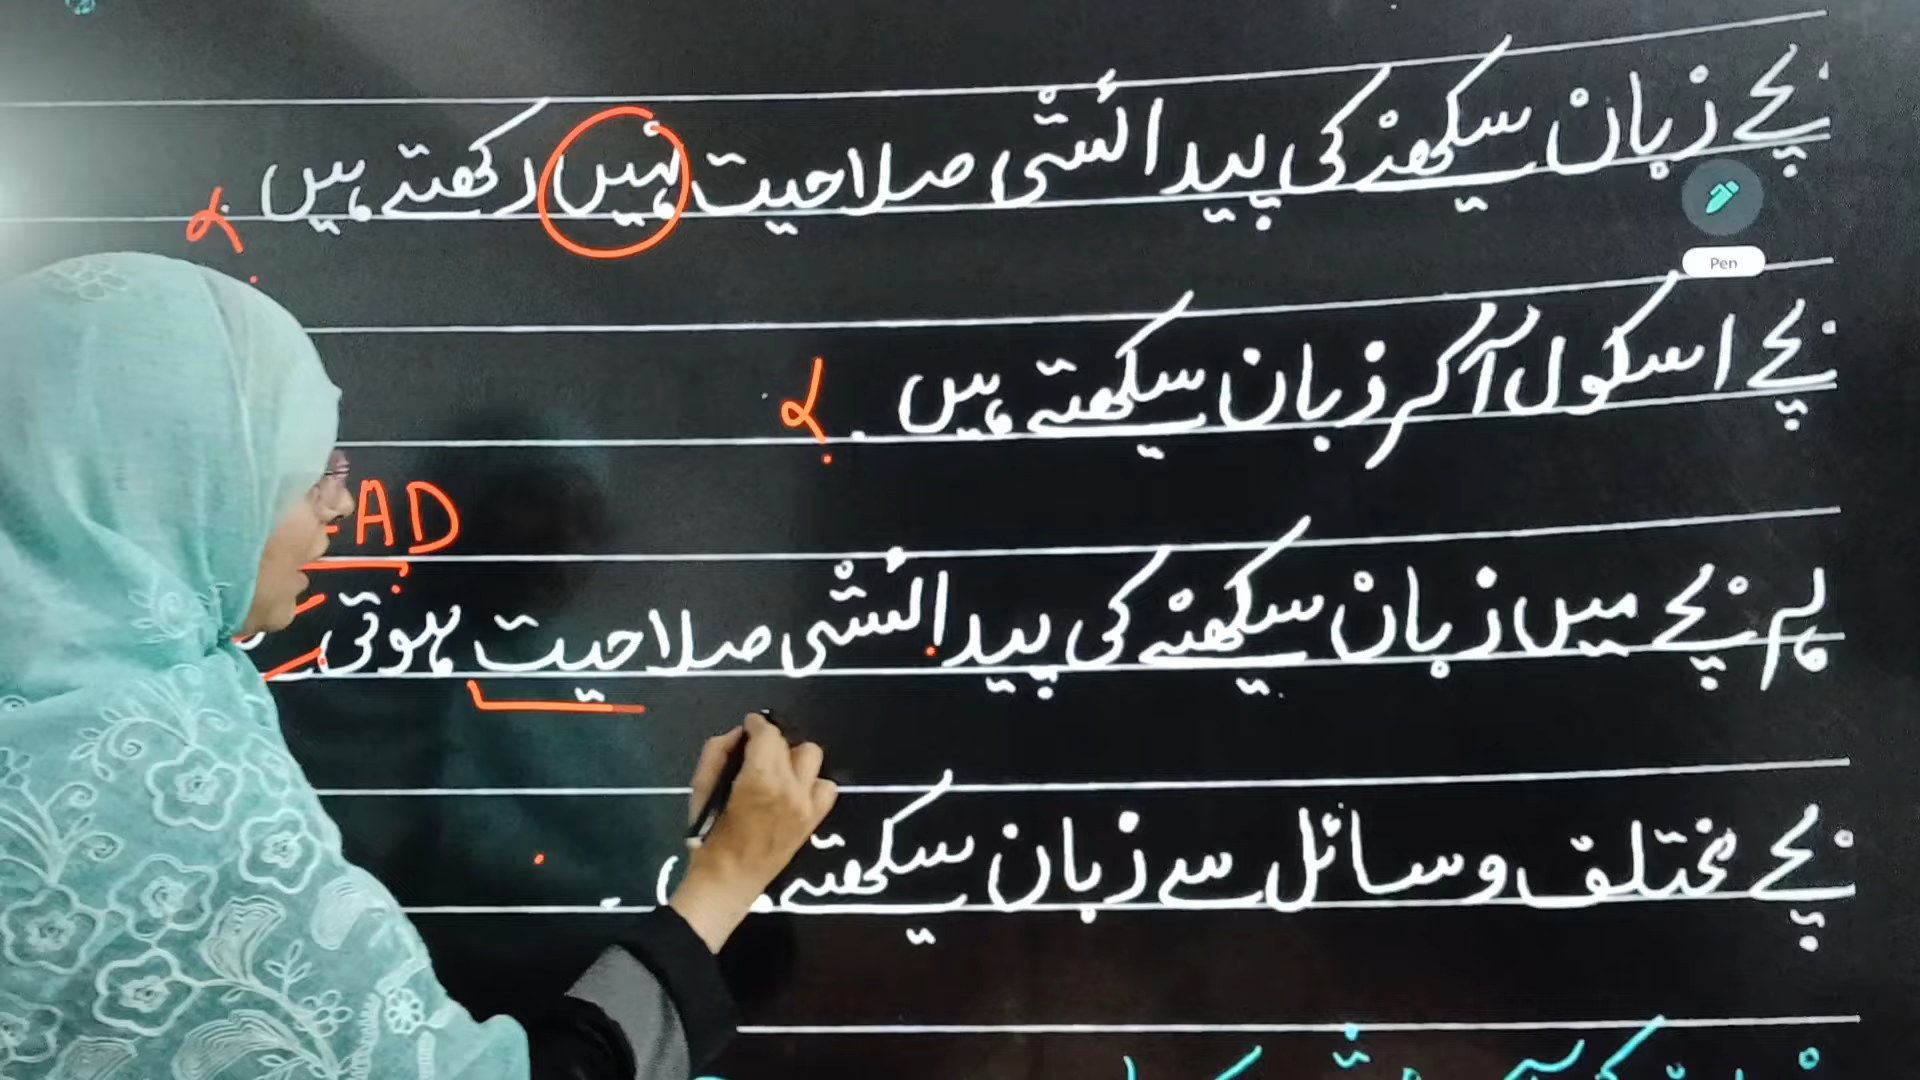 بچے زبان سیکھنے کی پیدائشی صلاحیت نہیں رکھتے ہیں
Pen
بچے اسکول آکر زبان سیکھتے ہیں۔
AD
ہر بچے میں زبان سیکھنے کی پیدائشی صلاحیت ہوتی
بچے مختلف وسائل سے زبان سیکھتے